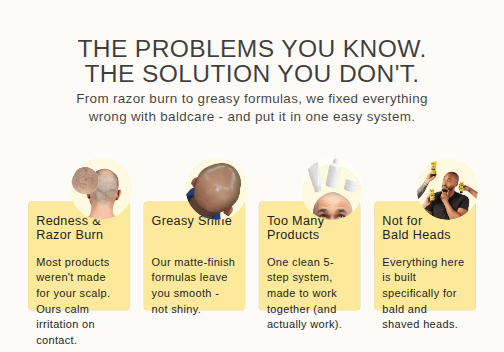 THE PROBLEMS YOU KNOW.
THE SOLUTION YOU DON'T.
From razor burn to greasy formulas, we fixed everything
wrong with baldcare - and put it in one easy system.
Redness &
Razor Burn
Most products
weren't made
for your scalp.
Ours calm
irritation on
contact.
Greasy Shine
Our matte-finish
formulas leave
you smooth -
not shiny.
Too Many
Products
One clean 5-
step system,
made to work
together (and
actually work).
Not for
Bald Heads
Everything here
is built
specifically for
bald and
shaved heads.